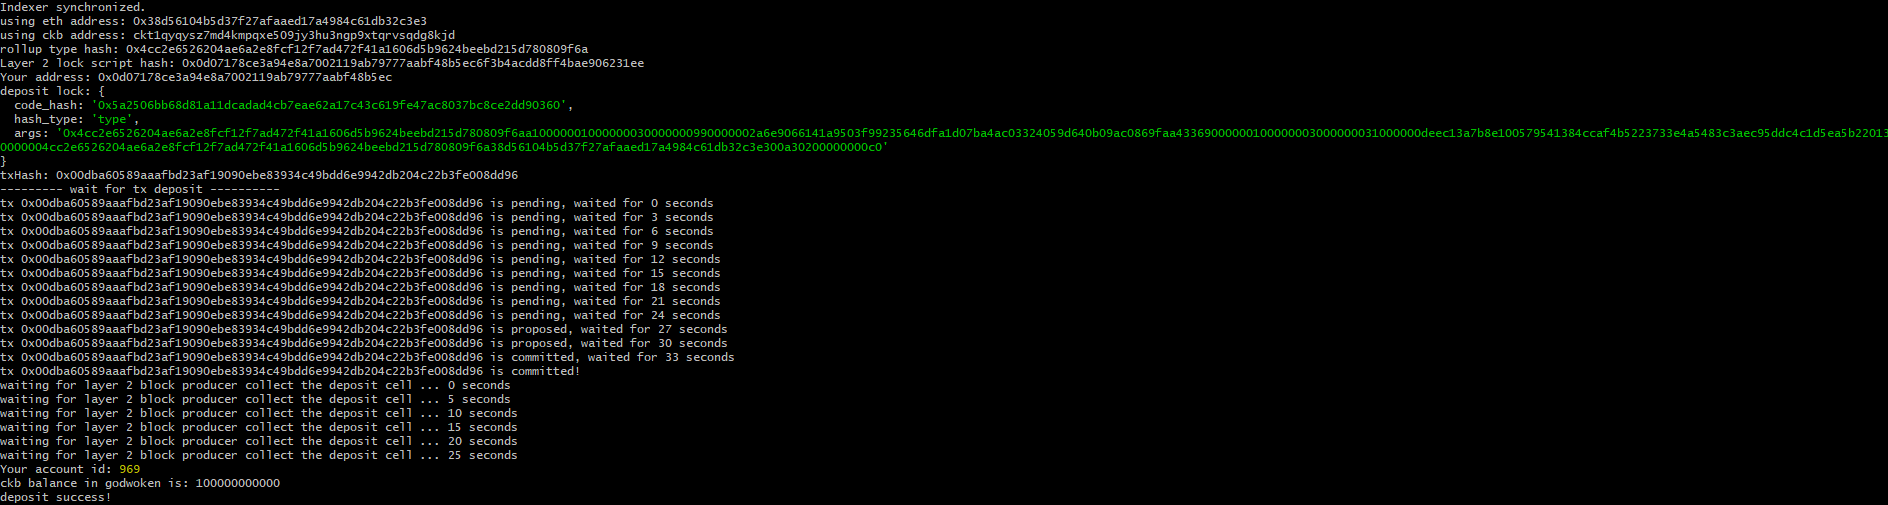 Indexer synchronized.
using eth address: 0x38d56104b5d37f27afaaed17a4984c61db32c3e3
using ckb address: ckt1qyqysz7md4kmpqxe509jy3hu3ngp9xtqrvsqdg8kjd
rollup type hash: 0x4cc2e6526204ae6a2e8fcf12f7ad472f41a1606d5b9624beebd215d780809f6a
Layer 2 lock script hash: 0x0d07178ce3a94e8a7002119ab79777aabf48b5ec6f3b4acdd8ff4bae906231ee
Your address: 0x0d07178ce3a94e8a7002119ab79777aabf48b5ec
deposit lock: {
  code_hash: '0x5a2506bb68d81a11dcadad4cb7eae62a17c43c619fe47ac8037bc8ce2dd90360',
  hash_type: 'type',
  args: '0x4cc2e6526204ae6a2e8fcf12f7ad472f41a1606d5b9624beebd215d780809f6aa10000001000000030000000990000002a6e9066141a9503f99235646dfa1d07ba4ac03324059d640b09ac0869faa4336900000010000000300000000310000000deec13a7b8e100579541384ccaf4b5223733e4a5483c3aec95ddc4c1d5ea5b22013
0000004cc2e6526204ae6a2e8fcf12f7ad472f41a1606d5b9624beebd215d780809f6a38d56104b5d37f27afaaed17a4984c61db32c3e300a30200000000c0'
}
txHash: 0x00dba60589aaafbd23af19090ebe83934c49bdd6e9942db204c22b3fe008dd96
--------- wait for tx deposit ----------
tx 0x00dba60589aaafbd23af19090ebe83934c49bdd6e9942db204c22b3fe008dd96 is pending, waited for 0 seconds
tx 0x00dba60589aaafbd23af19090ebe83934c49bdd6e9942db204c22b3fe008dd96 is pending, waited for 3 seconds
tx 0x00dba60589aaafbd23af19090ebe83934c49bdd6e9942db204c22b3fe008dd96 is pending, waited for 6 seconds
tx 0x00dba60589aaafbd23af19090ebe83934c49bdd6e9942db204c22b3fe008dd96 is pending, waited for 9 seconds
tx 0x00dba60589aaafbd23af19090ebe83934c49bdd6e9942db204c22b3fe008dd96 is pending, waited for 12 seconds
tx 0x00dba60589aaafbd23af19090ebe83934c49bdd6e9942db204c22b3fe008dd96 is pending, waited for 15 seconds
tx 0x00dba60589aaafbd23af19090ebe83934c49bdd6e9942db204c22b3fe008dd96 is pending, waited for 18 seconds
tx 0x00dba60589aaafbd23af19090ebe83934c49bdd6e9942db204c22b3fe008dd96 is pending, waited for 21 seconds
tx 0x00dba60589aaafbd23af19090ebe83934c49bdd6e9942db204c22b3fe008dd96 is pending, waited for 24 seconds
tx 0x00dba60589aaafbd23af19090ebe83934c49bdd6e9942db204c22b3fe008dd96 is proposed, waited for 27 seconds
tx 0x00dba60589aaafbd23af19090ebe83934c49bdd6e9942db204c22b3fe008dd96 is proposed, waited for 30 seconds
tx 0x00dba60589aaafbd23af19090ebe83934c49bdd6e9942db204c22b3fe008dd96 is committed, waited for 33 seconds
tx 0x00dba60589aaafbd23af19090ebe83934c49bdd6e9942db204c22b3fe008dd96 is committed!
waiting for layer 2 block producer collect the deposit cell ... 0 seconds
waiting for layer 2 block producer collect the deposit cell ... 5 seconds
waiting for layer 2 block producer collect the deposit cell ... 10 seconds
waiting for layer 2 block producer collect the deposit cell ... 15 seconds
waiting for layer 2 block producer collect the deposit cell ... 20 seconds
waiting for layer 2 block producer collect the deposit cell ... 25 seconds
Your account id: 969
ckb balance in godwoken is: 100000000000
deposit success!